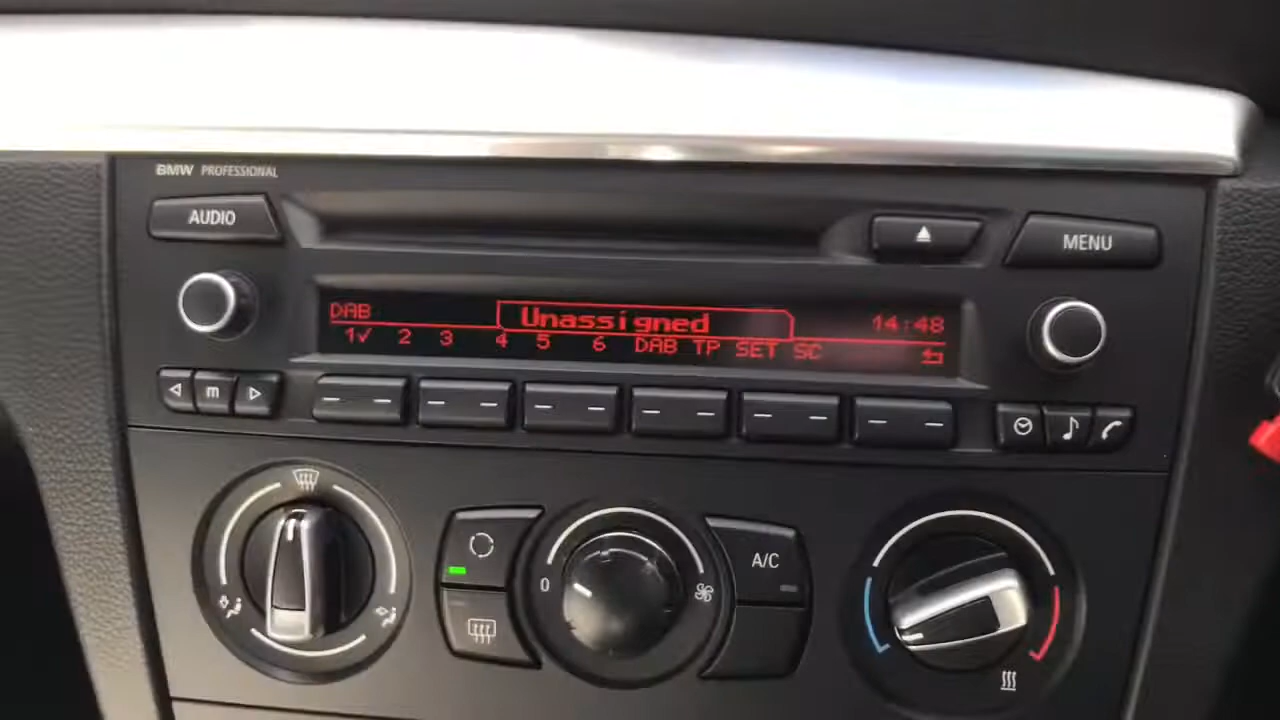 BMW PROFESSIONAL
AUDIO
MENU
DAB Unassigned 14:48
1✓ 2 3 4 5 6 DAB TP SET SC
m
0
A/C